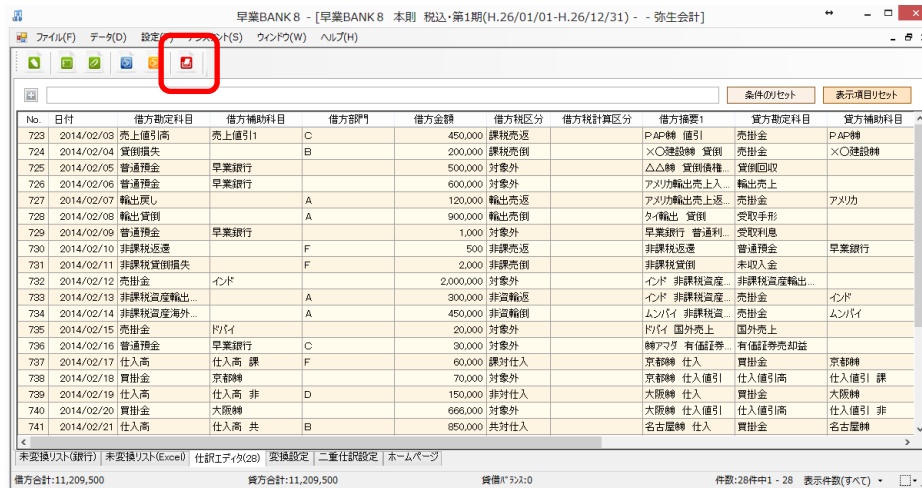 早業BANK８ - [早業BANK８ 本則 税込・第1期(H.26/01/01-H.26/12/31) - - 弥生会計]
ファイル(F) データ(D) ウィンドウ(W) ヘルプ(H)
条件のリセット 表示項目リセット
No. 日付 借方勘定科目 借方補助科目 借方部門 借方金額 借方税区分 借方税計算区分 借方摘要1 貸方勘定科目 貸方補助科目
723 2014/02/03 売上値引高 売上値引1 C 450,000 課税売返 PAP㈱ 値引 売掛金 PAP㈱
724 2014/02/04 貸倒損失 B 200,000 課税売倒 ×○建設㈱ 貸倒 売掛金 ×○建設㈱
725 2014/02/05 普通預金 早業銀行 500,000 対象外 △△㈱ 貸倒債権... 貸倒回収
726 2014/02/06 普通預金 早業銀行 600,000 対象外 アメリカ輸出売上入... 輸出売上
727 2014/02/07 輸出戻し A 120,000 輸出売返 アメリカ輸出売上返... 売掛金 アメリカ
728 2014/02/08 輸出貸倒 A 900,000 輸出売倒 タイ輸出 貸倒 受取手形
729 2014/02/09 普通預金 早業銀行 1,000 対象外 早業銀行 普通利... 受取利息
730 2014/02/10 非課税返還 F 500 非課売返 非課税返還 普通預金 早業銀行
731 2014/02/11 非課税貸倒損失 F 2,000 非課売倒 非課税貸倒 未収入金
732 2014/02/12 売掛金 インド 2,000,000 対象外 インド 非課税資産... 非課税資産輸出...
733 2014/02/13 非課税資産輸出... A 300,000 非資輸返 インド 非課税資産... 売掛金 インド
734 2014/02/14 非課税資産海外... A 450,000 非資輸倒 ムンバイ 非課税資... 売掛金 ムンバイ
735 2014/02/15 売掛金 ドバイ 20,000 対象外 ドバイ 国外売上 国外売上
736 2014/02/16 普通預金 早業銀行 C 30,000 対象外 ㈱アマダ 有価証券... 有価証券売却益
737 2014/02/17 仕入高 仕入高 課 F 60,000 課対仕入 京都㈱ 仕入 買掛金 京都㈱
738 2014/02/18 買掛金 京都㈱ 70,000 対象外 京都㈱ 仕入値引 仕入値引高 仕入値引 課
739 2014/02/19 仕入高 仕入高 非 D 150,000 非対仕入 大阪㈱ 仕入 買掛金 大阪㈱
740 2014/02/20 買掛金 大阪㈱ 666,000 対象外 大阪㈱ 仕入値引 仕入値引高 仕入値引 非
741 2014/02/21 仕入高 仕入高 共 B 850,000 共対仕入 名古屋㈱ 仕入 買掛金 名古屋㈱
未変換リスト(銀行) 未変換リスト(Excel) 仕訳エディタ(28) 変換設定 二重仕訳設定 ホームページ
借方合計:11,209,500 貸方合計:11,209,500 貸借バランス:0 件数:28件中1 - 28 表示件数(すべて)